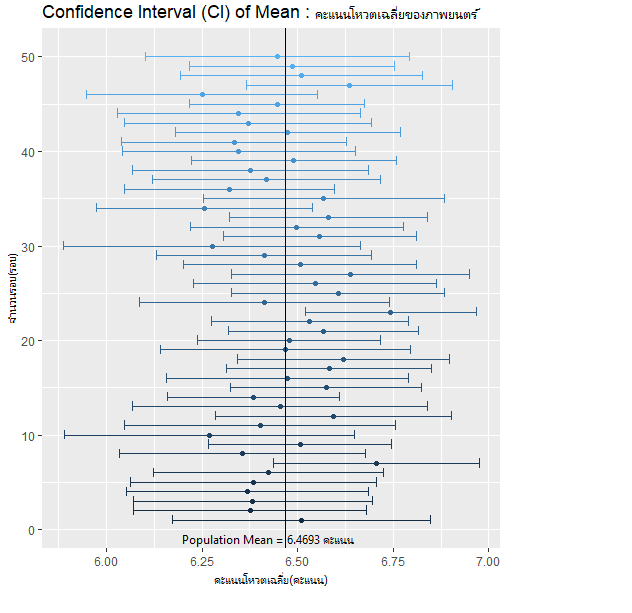 Confidence Interval (CI) of Mean : คะแนนโหวตเฉลี่ยของภาพยนตร์
50
40
30
20
10
0
จำนวนรอบ(รอบ)
Population Mean = 6.4693 คะแนน
6.00 6.25 6.50 6.75 7.00
คะแนนโหวตเฉลี่ย(คะแนน)